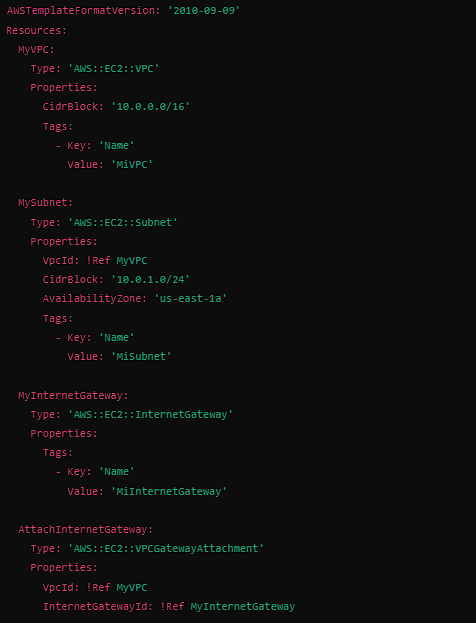 AWSTemplateFormatVersion: '2010-09-09'
Resources:
  MyVPC:
    Type: 'AWS::EC2::VPC'
    Properties:
      CidrBlock: '10.0.0.0/16'
      Tags:
        - Key: 'Name'
          Value: 'MiVPC'

  MySubnet:
    Type: 'AWS::EC2::Subnet'
    Properties:
      VpcId: !Ref MyVPC
      CidrBlock: '10.0.1.0/24'
      AvailabilityZone: 'us-east-1a'
      Tags:
        - Key: 'Name'
          Value: 'MiSubnet'

  MyInternetGateway:
    Type: 'AWS::EC2::InternetGateway'
    Properties:
      Tags:
        - Key: 'Name'
          Value: 'MiInternetGateway'

  AttachInternetGateway:
    Type: 'AWS::EC2::VPCGatewayAttachment'
    Properties:
      VpcId: !Ref MyVPC
      InternetGatewayId: !Ref MyInternetGateway